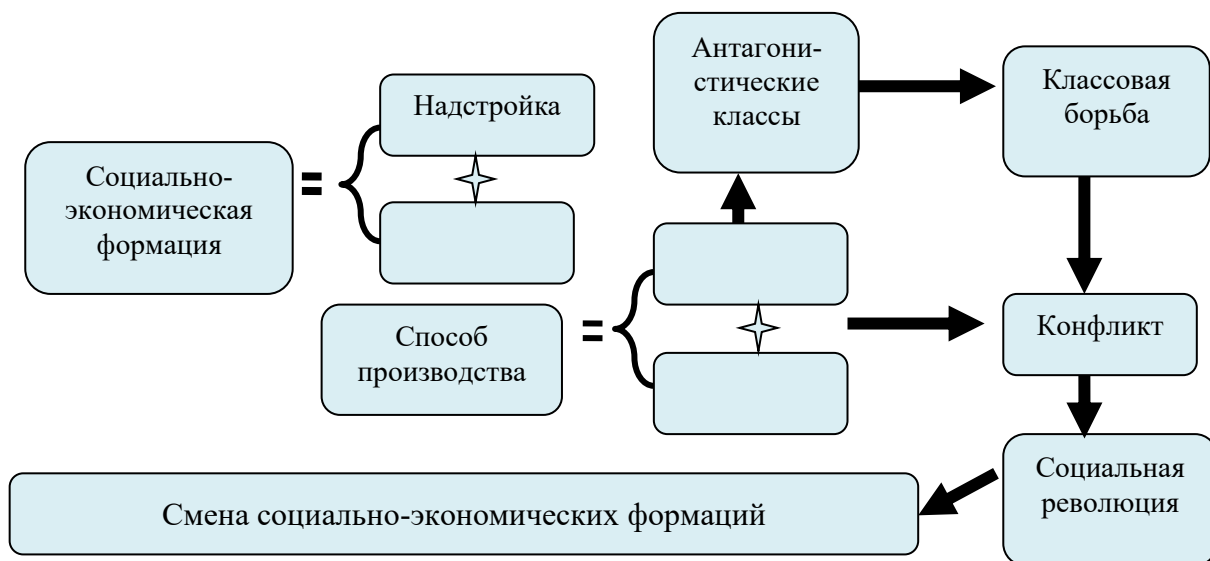 Социально-
экономическая
формация
=
Надстройка
Способ
производства
=
Антагони-
стические
классы
Классовая
борьба
Конфликт
Социальная
революция
Смена социально-экономических формаций